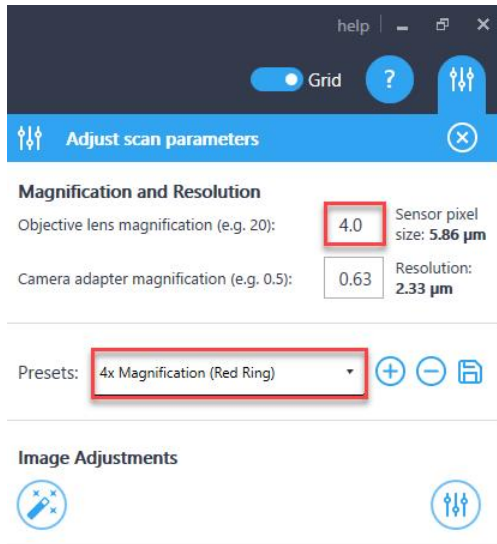 help
Grid
?
Adjust scan parameters
Magnification and Resolution
Objective lens magnification (e.g. 20):
4.0
Sensor pixel
size: 5.86 µm
Camera adapter magnification (e.g. 0.5):
0.63
Resolution:
2.33 µm
Presets:
4x Magnification (Red Ring)
Image Adjustments